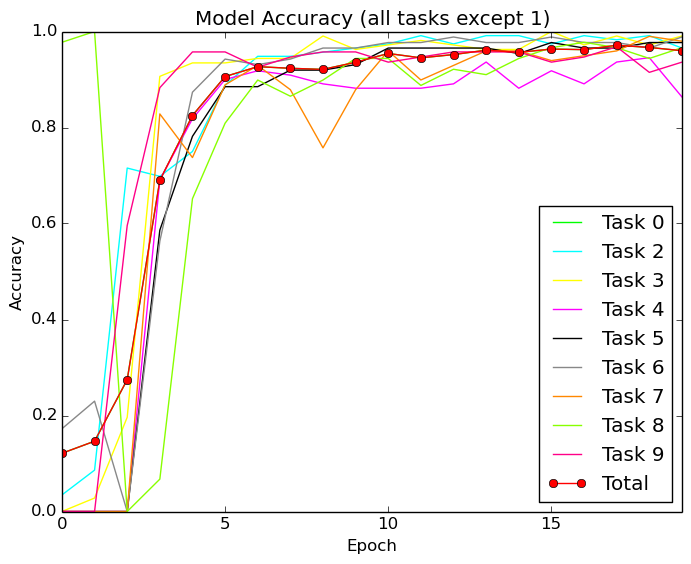 Model Accuracy (all tasks except 1)
1.0
0.8
0.6
0.4
0.2
0.0
Accuracy
0
5
10
15
Epoch
Task 0
Task 2
Task 3
Task 4
Task 5
Task 6
Task 7
Task 8
Task 9
Total